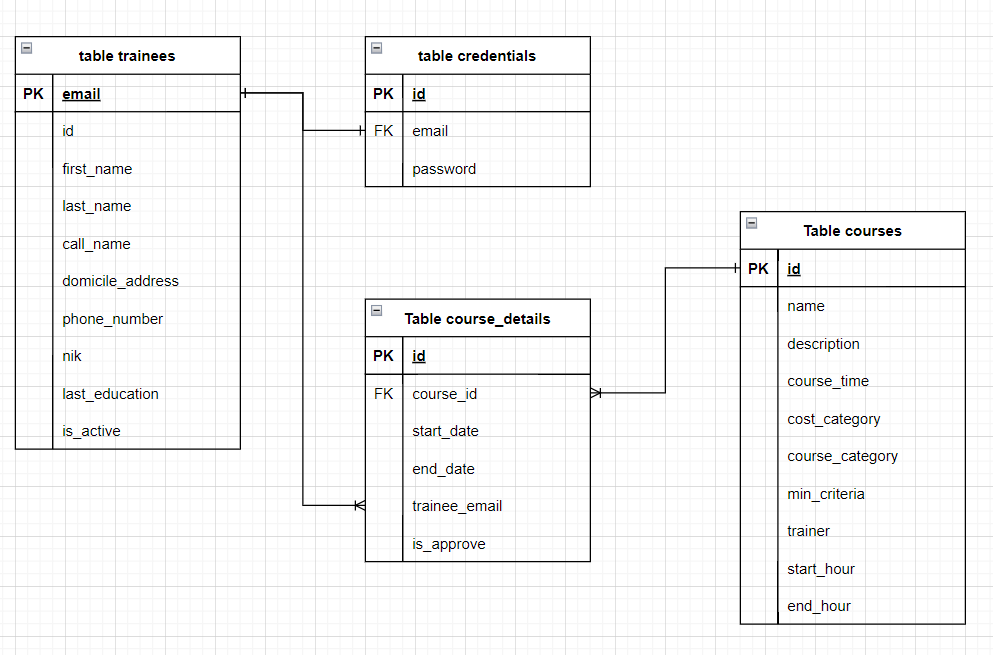 table trainees
PK email
id
first_name
last_name
call_name
domicile_address
phone_number
nik
last_education
is_active
table credentials
PK id
FK email
password
Table course_details
PK id
FK course_id
start_date
end_date
trainee_email
is_approve
Table courses
PK id
name
description
course_time
cost_category
course_category
min_criteria
trainer
start_hour
end_hour